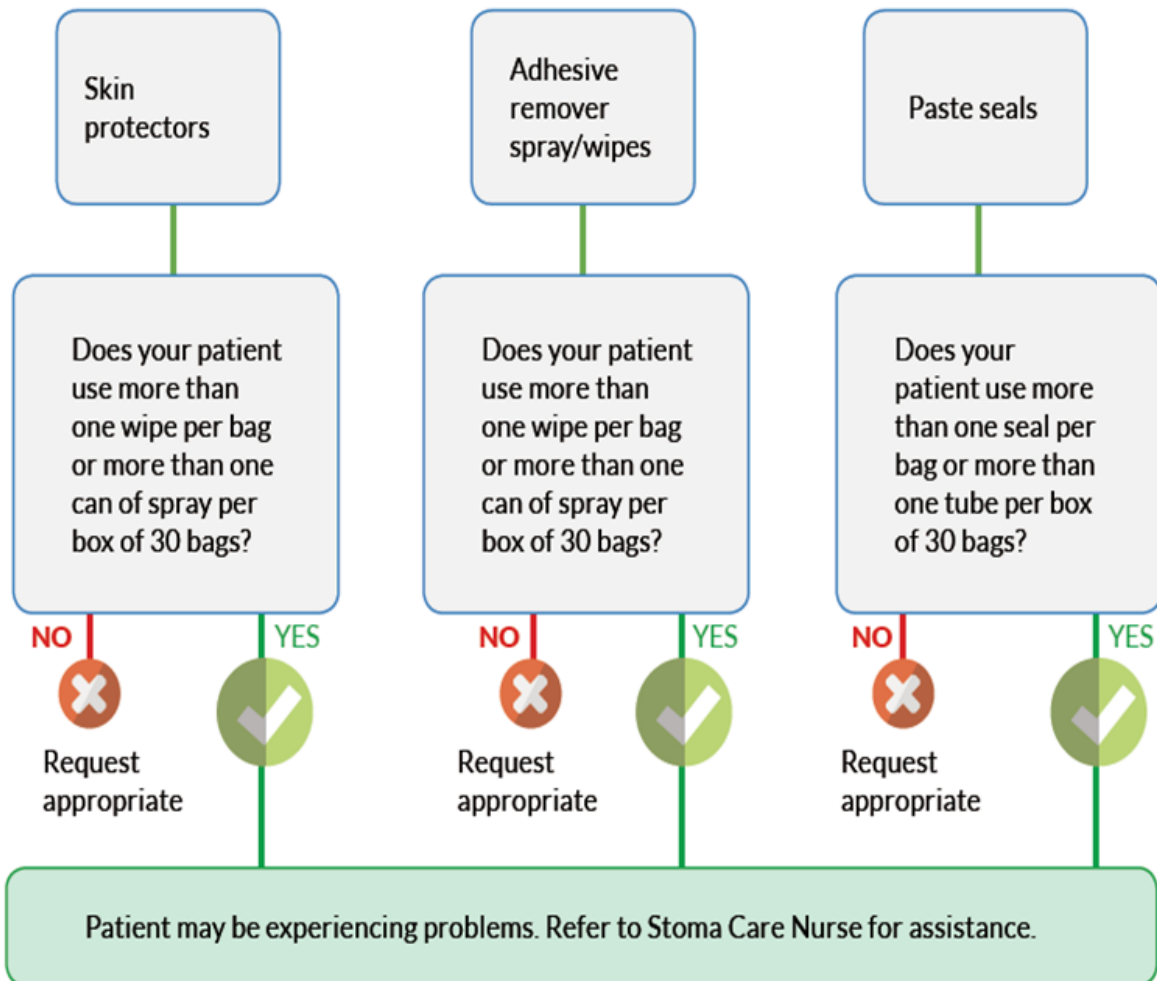 Skin
protectors
Adhesive
remover
spray/wipes
Paste seals
Does your patient
use more than
one wipe per bag
or more than one
can of spray per
box of 30 bags?
Does your patient
use more than
one wipe per bag
or more than one
can of spray per
box of 30 bags?
Does your
patient use more
than one seal per
bag or more than
one tube per box
of 30 bags?
NO
YES
NO
YES
NO
YES
Request
appropriate
Request
appropriate
Request
appropriate
Patient may be experiencing problems. Refer to Stoma Care Nurse for assistance.